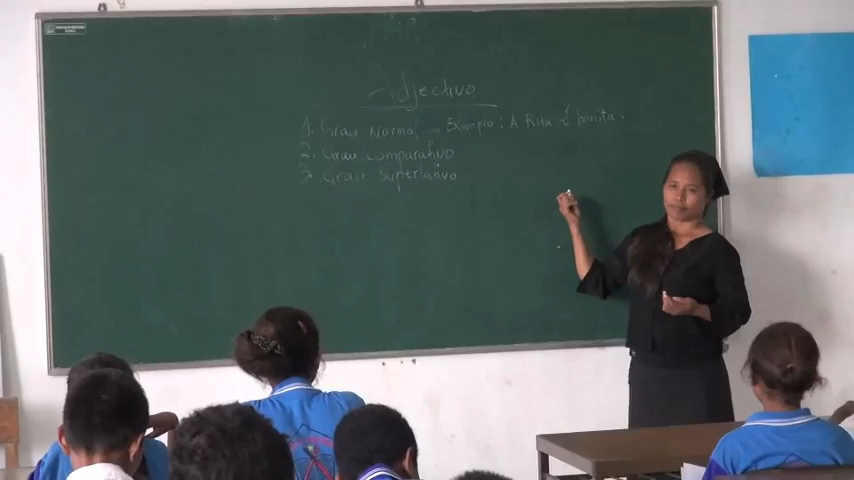 Adjectivo
1. Grau Normal → Exemplo: A Rita é bonita.
2. Grau comparativo
3. Grau superlativo